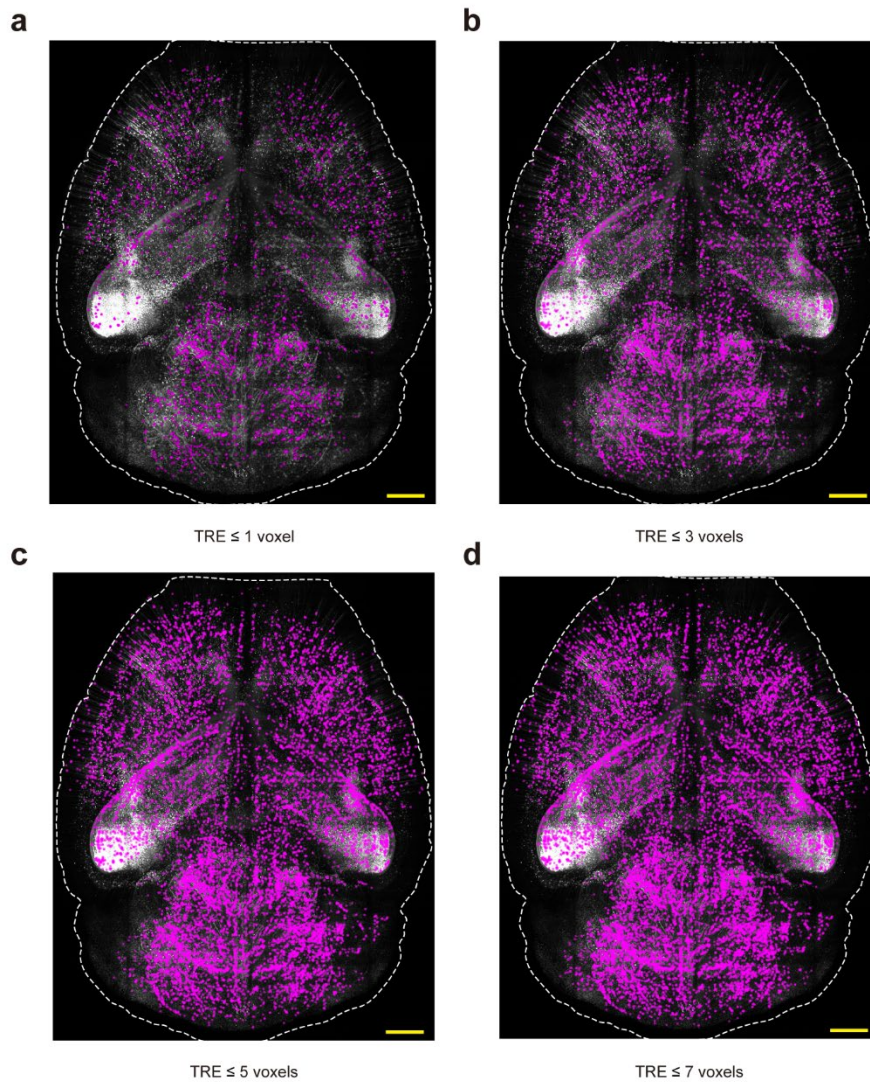 a
b
TRE ≤ 1 voxel
TRE ≤ 3 voxels
c
d
TRE ≤ 5 voxels
TRE ≤ 7 voxels